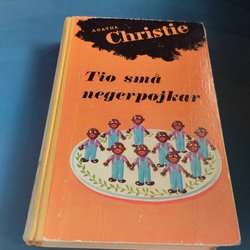 AGATHA
Christie
Tio små
negerpojkar